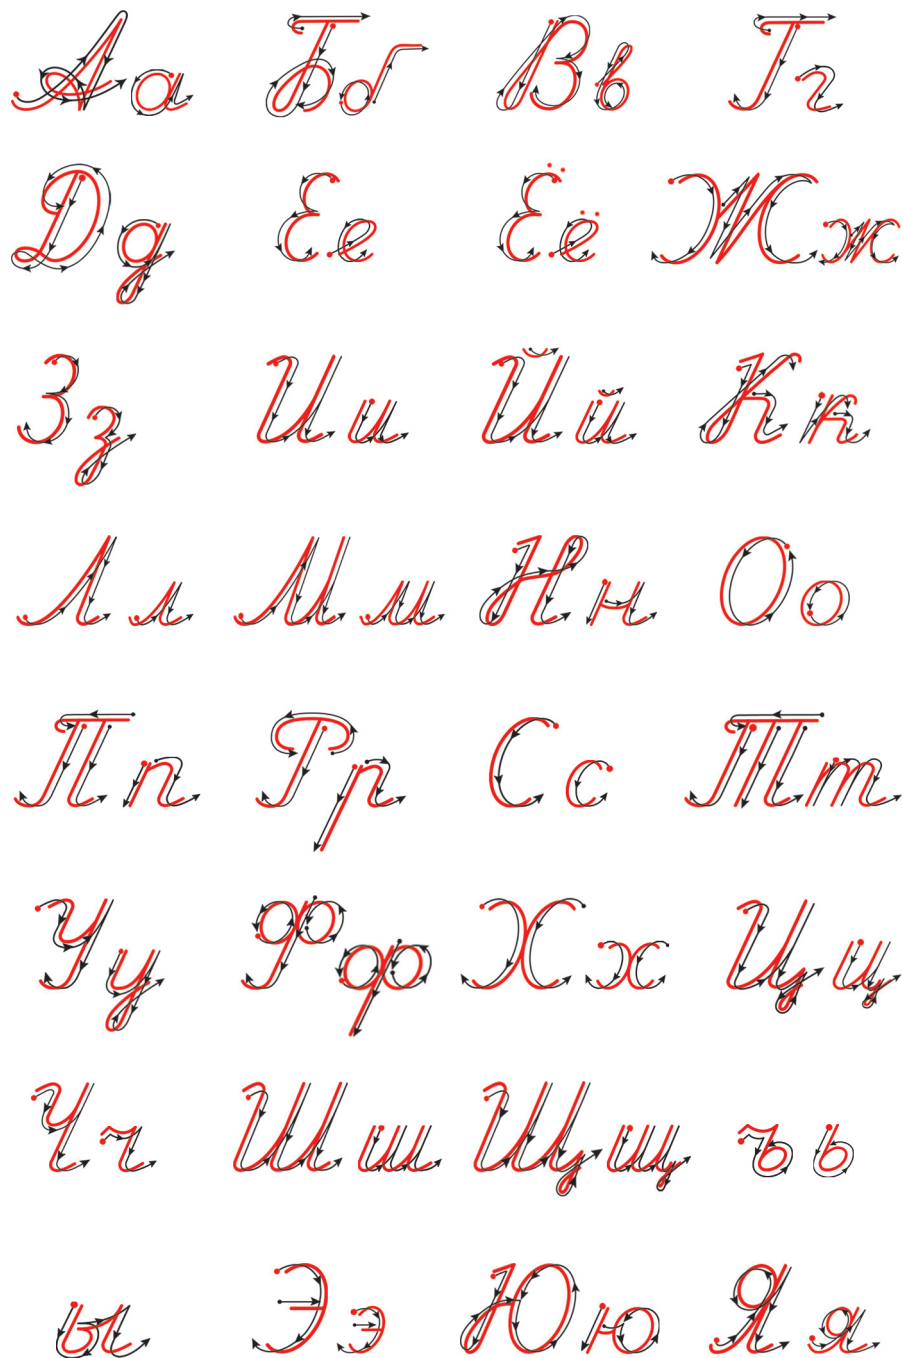 Аа Бб Вв Гг
Дд Ее Ёё Жж
Зз Ии Йй Кк
Лл Мм Нн Оо
Пп Рр Сс Тт
Уу Фф Хх Цц
Чч Шш Щщ ъ ь
ы Ээ Юю Яя